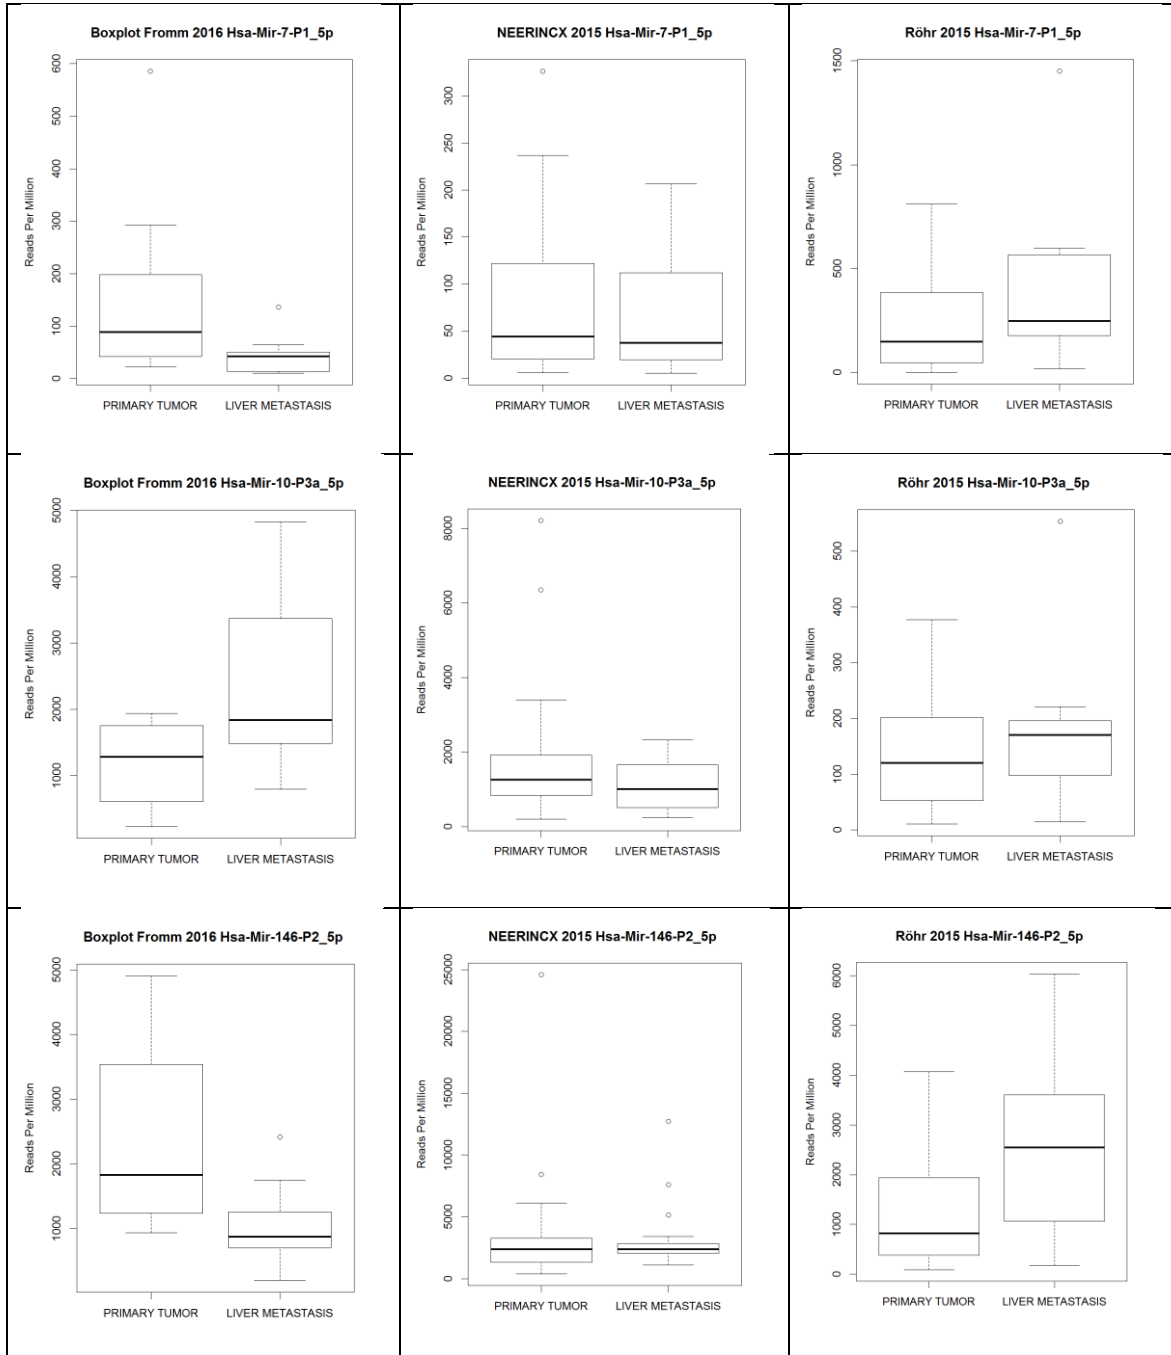 Boxplot Fromm 2016 Hsa-Mir-7-P1_5p
Reads Per Million
600
500
400
300
200
100
0
PRIMARY TUMOR
LIVER METASTASIS
NEERINCX 2015 Hsa-Mir-7-P1_5p
Reads Per Million
300
250
200
150
100
50
0
PRIMARY TUMOR
LIVER METASTASIS
Röhr 2015 Hsa-Mir-7-P1_5p
Reads Per Million
1500
1000
500
0
PRIMARY TUMOR
LIVER METASTASIS
Boxplot Fromm 2016 Hsa-Mir-10-P3a_5p
Reads Per Million
5000
4000
3000
2000
1000
PRIMARY TUMOR
LIVER METASTASIS
NEERINCX 2015 Hsa-Mir-10-P3a_5p
Reads Per Million
8000
6000
4000
2000
0
PRIMARY TUMOR
LIVER METASTASIS
Röhr 2015 Hsa-Mir-10-P3a_5p
Reads Per Million
500
400
300
200
100
0
PRIMARY TUMOR
LIVER METASTASIS
Boxplot Fromm 2016 Hsa-Mir-146-P2_5p
Reads Per Million
5000
4000
3000
2000
1000
PRIMARY TUMOR
LIVER METASTASIS
NEERINCX 2015 Hsa-Mir-146-P2_5p
Reads Per Million
25000
20000
15000
10000
5000
0
PRIMARY TUMOR
LIVER METASTASIS
Röhr 2015 Hsa-Mir-146-P2_5p
Reads Per Million
6000
5000
4000
3000
2000
1000
0
PRIMARY TUMOR
LIVER METASTASIS